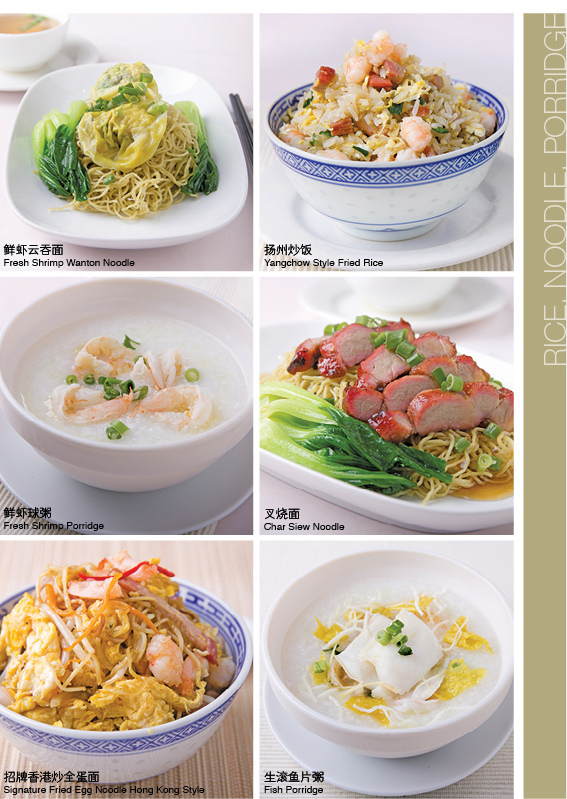 鲜虾云吞面
Fresh Shrimp Wanton Noodle
扬州炒饭
Yangchow Style Fried Rice
鲜虾球粥
Fresh Shrimp Porridge
叉烧面
Char Siew Noodle
招牌香港炒全蛋面
Signature Fried Egg Noodle Hong Kong Style
生滚鱼片粥
Fish Porridge
RICE, NOODLE, PORRIDGE